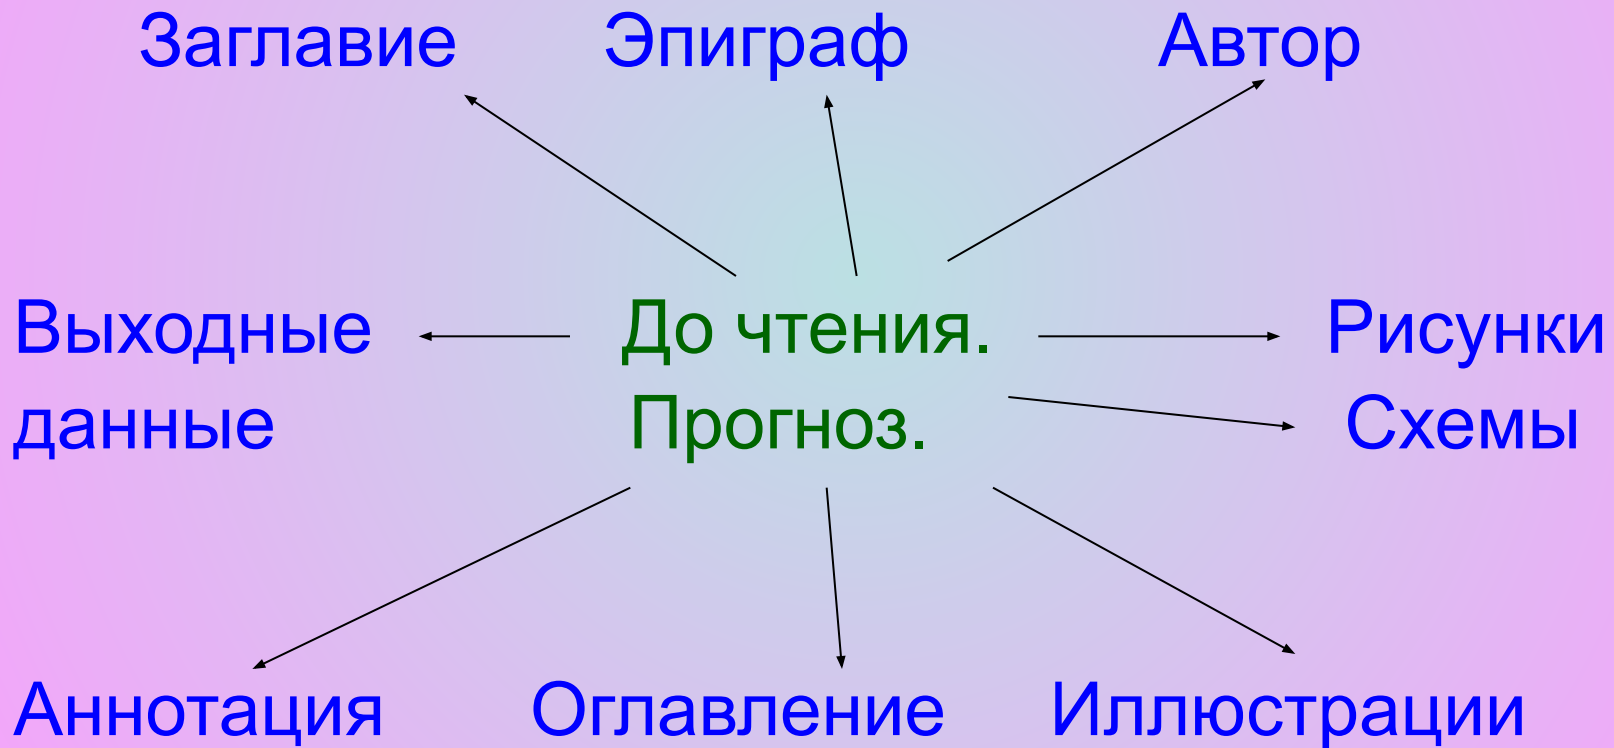 Заглавие Эпиграф Автор
Выходные До чтения. Рисунки
данные Прогноз. Схемы
Аннотация Оглавление Иллюстрации